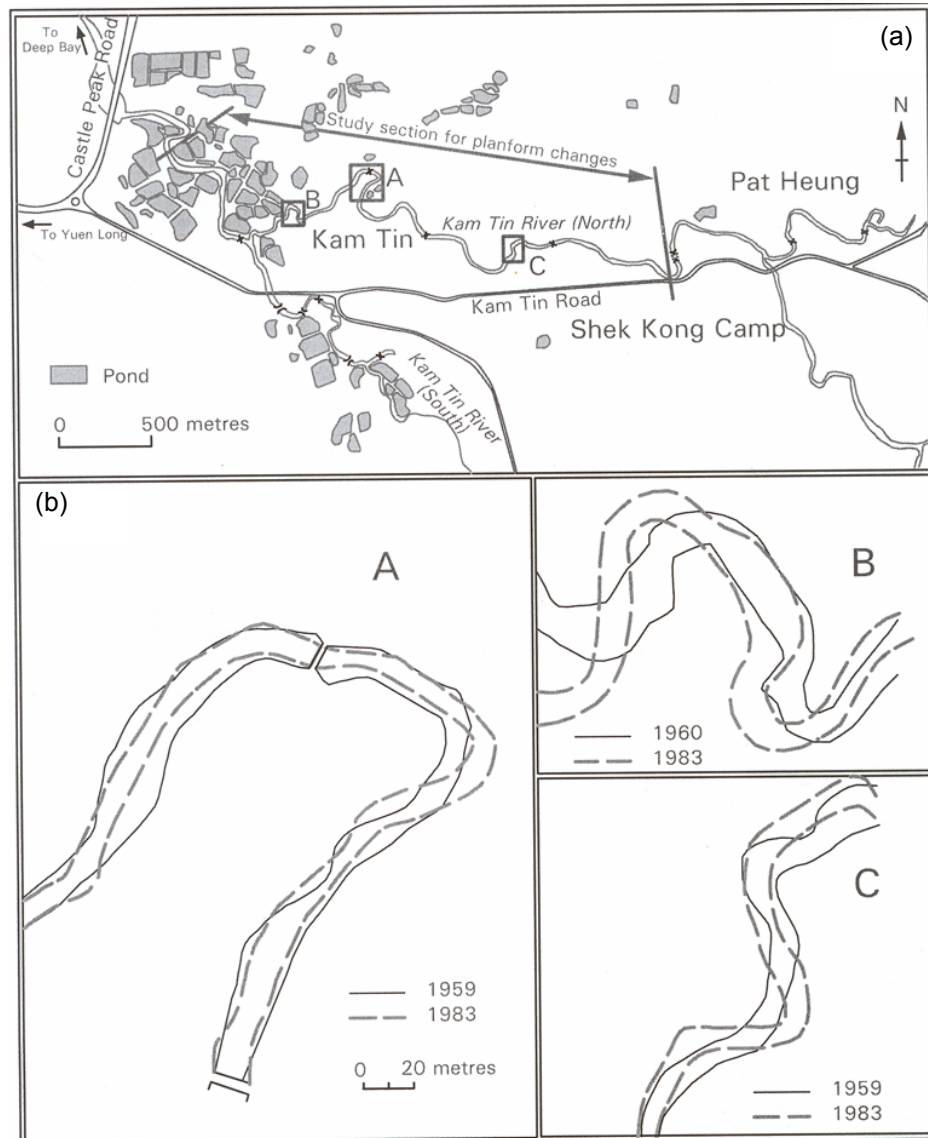 (a)
To
Deep Bay
Castle Peak Road
Study section for planform changes
N
A
B
Pat Heung
To Yuen Long
Kam Tin
Kam Tin River (North)
C
Kam Tin Road
Shek Kong Camp
Pond
Kam Tin River
(South)
0 500 metres
(b)
A
1959
1983
0 20 metres
B
1960
1983
C
1959
1983